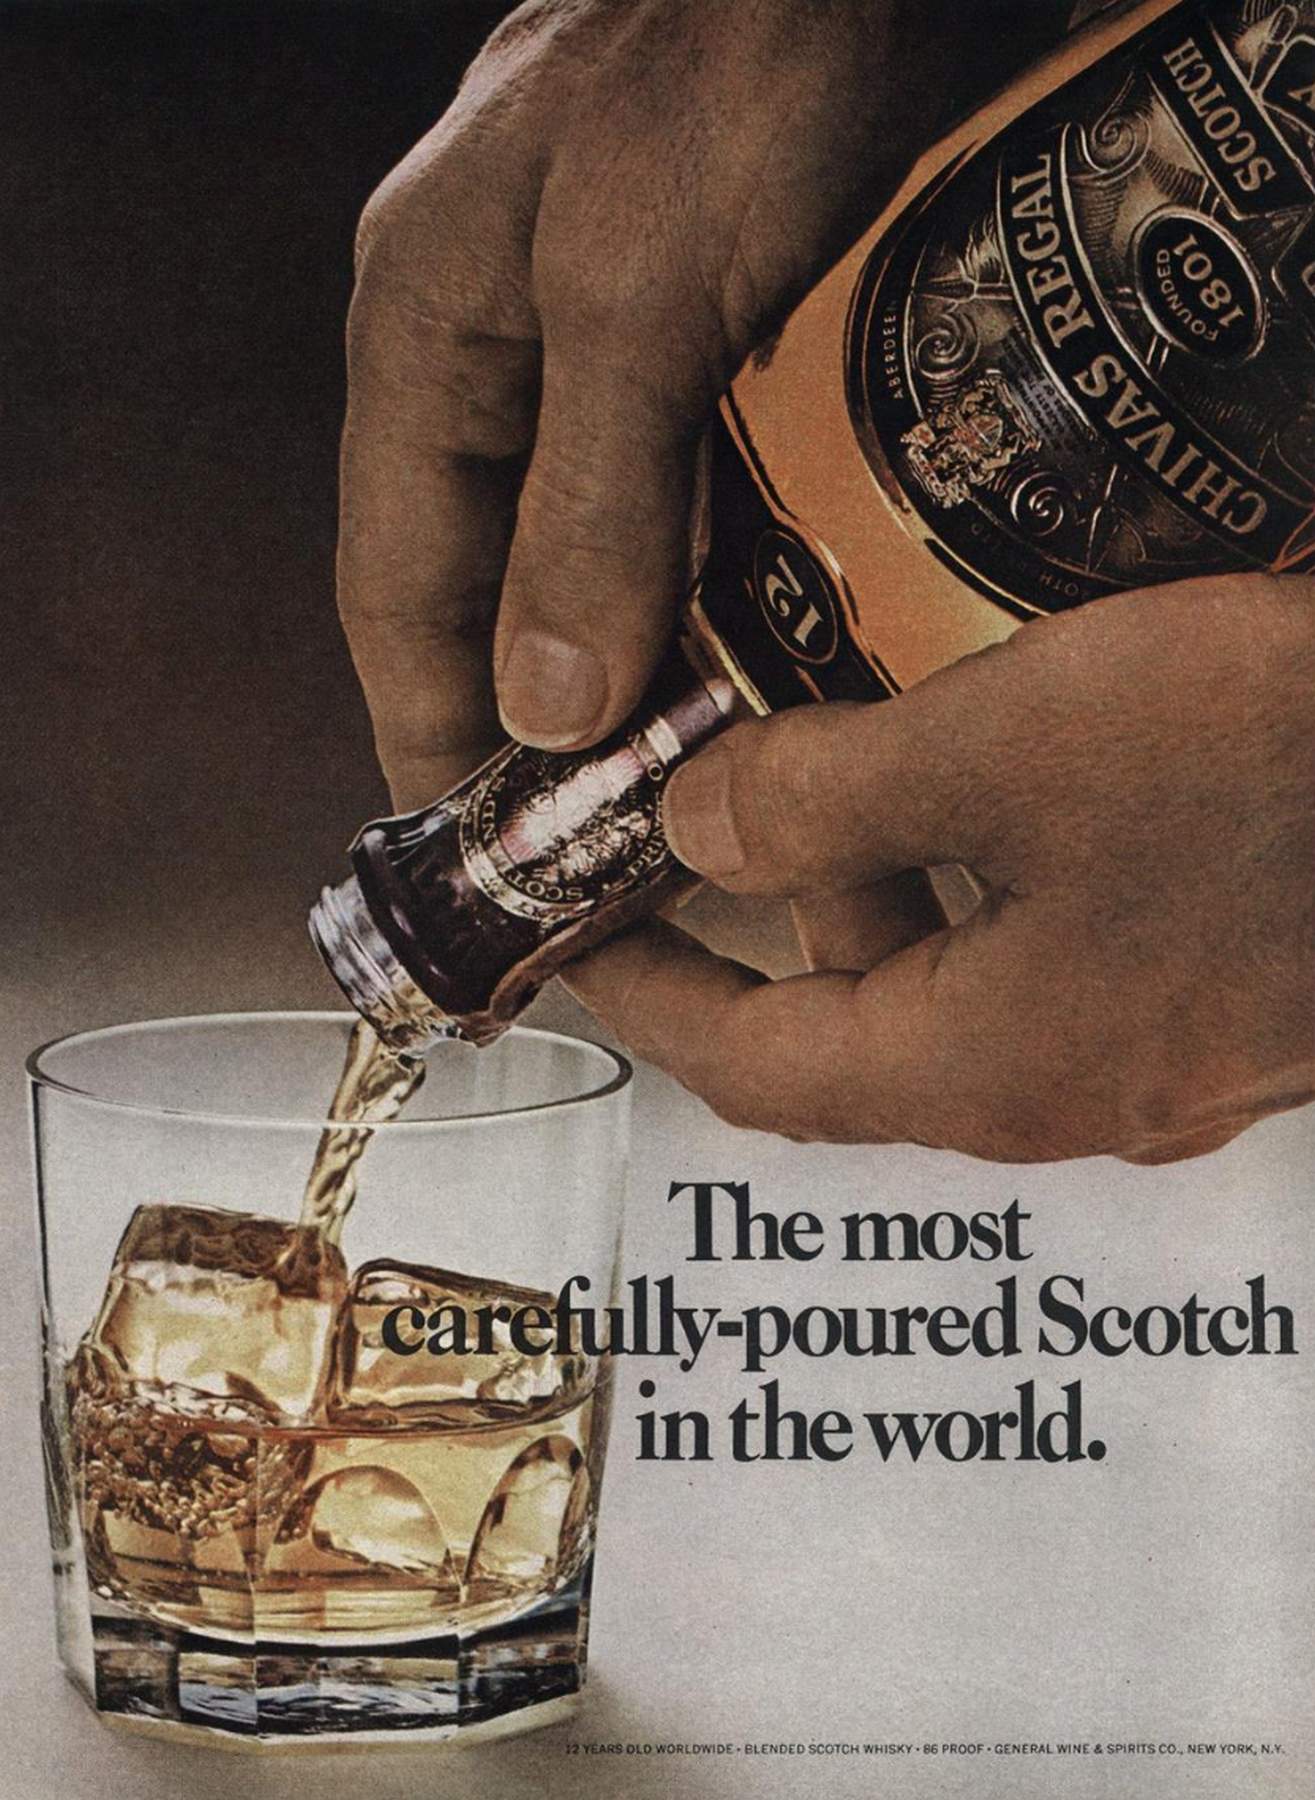 SCOTCH
FOUNDED
1801
CHIVAS REGAL
ABERDEEN
12
The most
carefully-poured Scotch
in the world.
12 YEARS OLD WORLDWIDE • BLENDED SCOTCH WHISKY • 86 PROOF • GENERAL WINE & SPIRITS CO., NEW YORK, N.Y.